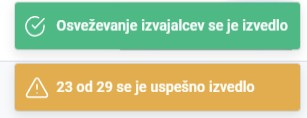 Osveževanje izvajalcev se je izvedlo
23 od 29 se je uspešno izvedlo